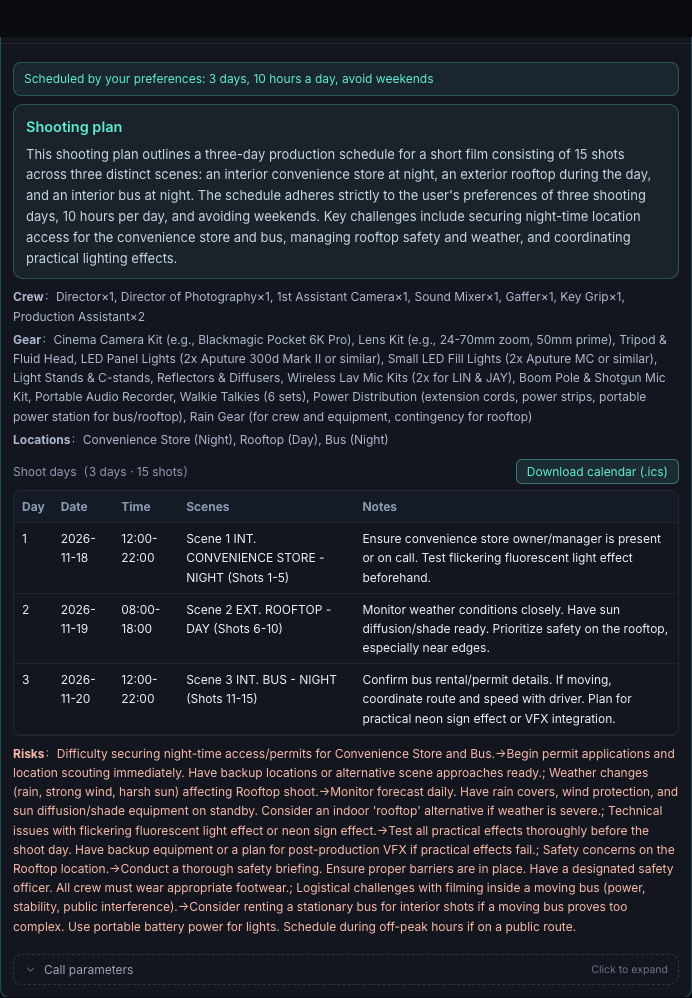 Scheduled by your preferences: 3 days, 10 hours a day, avoid weekends
Shooting plan
This shooting plan outlines a three-day production schedule for a short film consisting of 15 shots
across three distinct scenes: an interior convenience store at night, an exterior rooftop during the day,
and an interior bus at night. The schedule adheres strictly to the user's preferences of three shooting
days, 10 hours per day, and avoiding weekends. Key challenges include securing night-time location
access for the convenience store and bus, managing rooftop safety and weather, and coordinating
practical lighting effects.
Crew: Director×1, Director of Photography×1, 1st Assistant Camera×1, Sound Mixer×1, Gaffer×1, Key Grip×1,
Production Assistant×2
Gear: Cinema Camera Kit (e.g., Blackmagic Pocket 6K Pro), Lens Kit (e.g., 24-70mm zoom, 50mm prime), Tripod &
Fluid Head, LED Panel Lights (2x Aputure 300d Mark II or similar), Small LED Fill Lights (2x Aputure MC or similar),
Light Stands & C-stands, Reflectors & Diffusers, Wireless Lav Mic Kits (2x for LIN & JAY), Boom Pole & Shotgun Mic
Kit, Portable Audio Recorder, Walkie Talkies (6 sets), Power Distribution (extension cords, power strips, portable
power station for bus/rooftop), Rain Gear (for crew and equipment, contingency for rooftop)
Locations: Convenience Store (Night), Rooftop (Day), Bus (Night)
Shoot days (3 days · 15 shots)
Download calendar (.ics)
Day Date Time Scenes Notes
1 2026- 12:00- Scene 1 INT. Ensure convenience store owner/manager is present
11-18 22:00 CONVENIENCE STORE - or on call. Test flickering fluorescent light effect
NIGHT (Shots 1-5) beforehand.
2 2026- 08:00- Scene 2 EXT. ROOFTOP - Monitor weather conditions closely. Have sun
11-19 18:00 DAY (Shots 6-10) diffusion/shade ready. Prioritize safety on the rooftop,
especially near edges.
3 2026- 12:00- Scene 3 INT. BUS - NIGHT Confirm bus rental/permit details. If moving,
11-20 22:00 (Shots 11-15) coordinate route and speed with driver. Plan for
practical neon sign effect or VFX integration.
Risks: Difficulty securing night-time access/permits for Convenience Store and Bus.→Begin permit applications and
location scouting immediately. Have backup locations or alternative scene approaches ready.; Weather changes
(rain, strong wind, harsh sun) affecting Rooftop shoot.→Monitor forecast daily. Have rain covers, wind protection, and
sun diffusion/shade equipment on standby. Consider an indoor 'rooftop' alternative if weather is severe.; Technical
issues with flickering fluorescent light effect or neon sign effect.→Test all practical effects thoroughly before the
shoot day. Have backup equipment or a plan for post-production VFX if practical effects fail.; Safety concerns on the
Rooftop location.→Conduct a thorough safety briefing. Ensure proper barriers are in place. Have a designated safety
officer. All crew must wear appropriate footwear.; Logistical challenges with filming inside a moving bus (power,
stability, public interference).→Consider renting a stationary bus for interior shots if a moving bus proves too
complex. Use portable battery power for lights. Schedule during off-peak hours if on a public route.
Call parameters
Click to expand